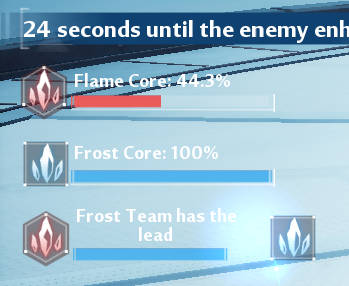 24 seconds until the enemy enh
Flame Core: 44.3%
Frost Core: 100%
Frost Team has the
lead